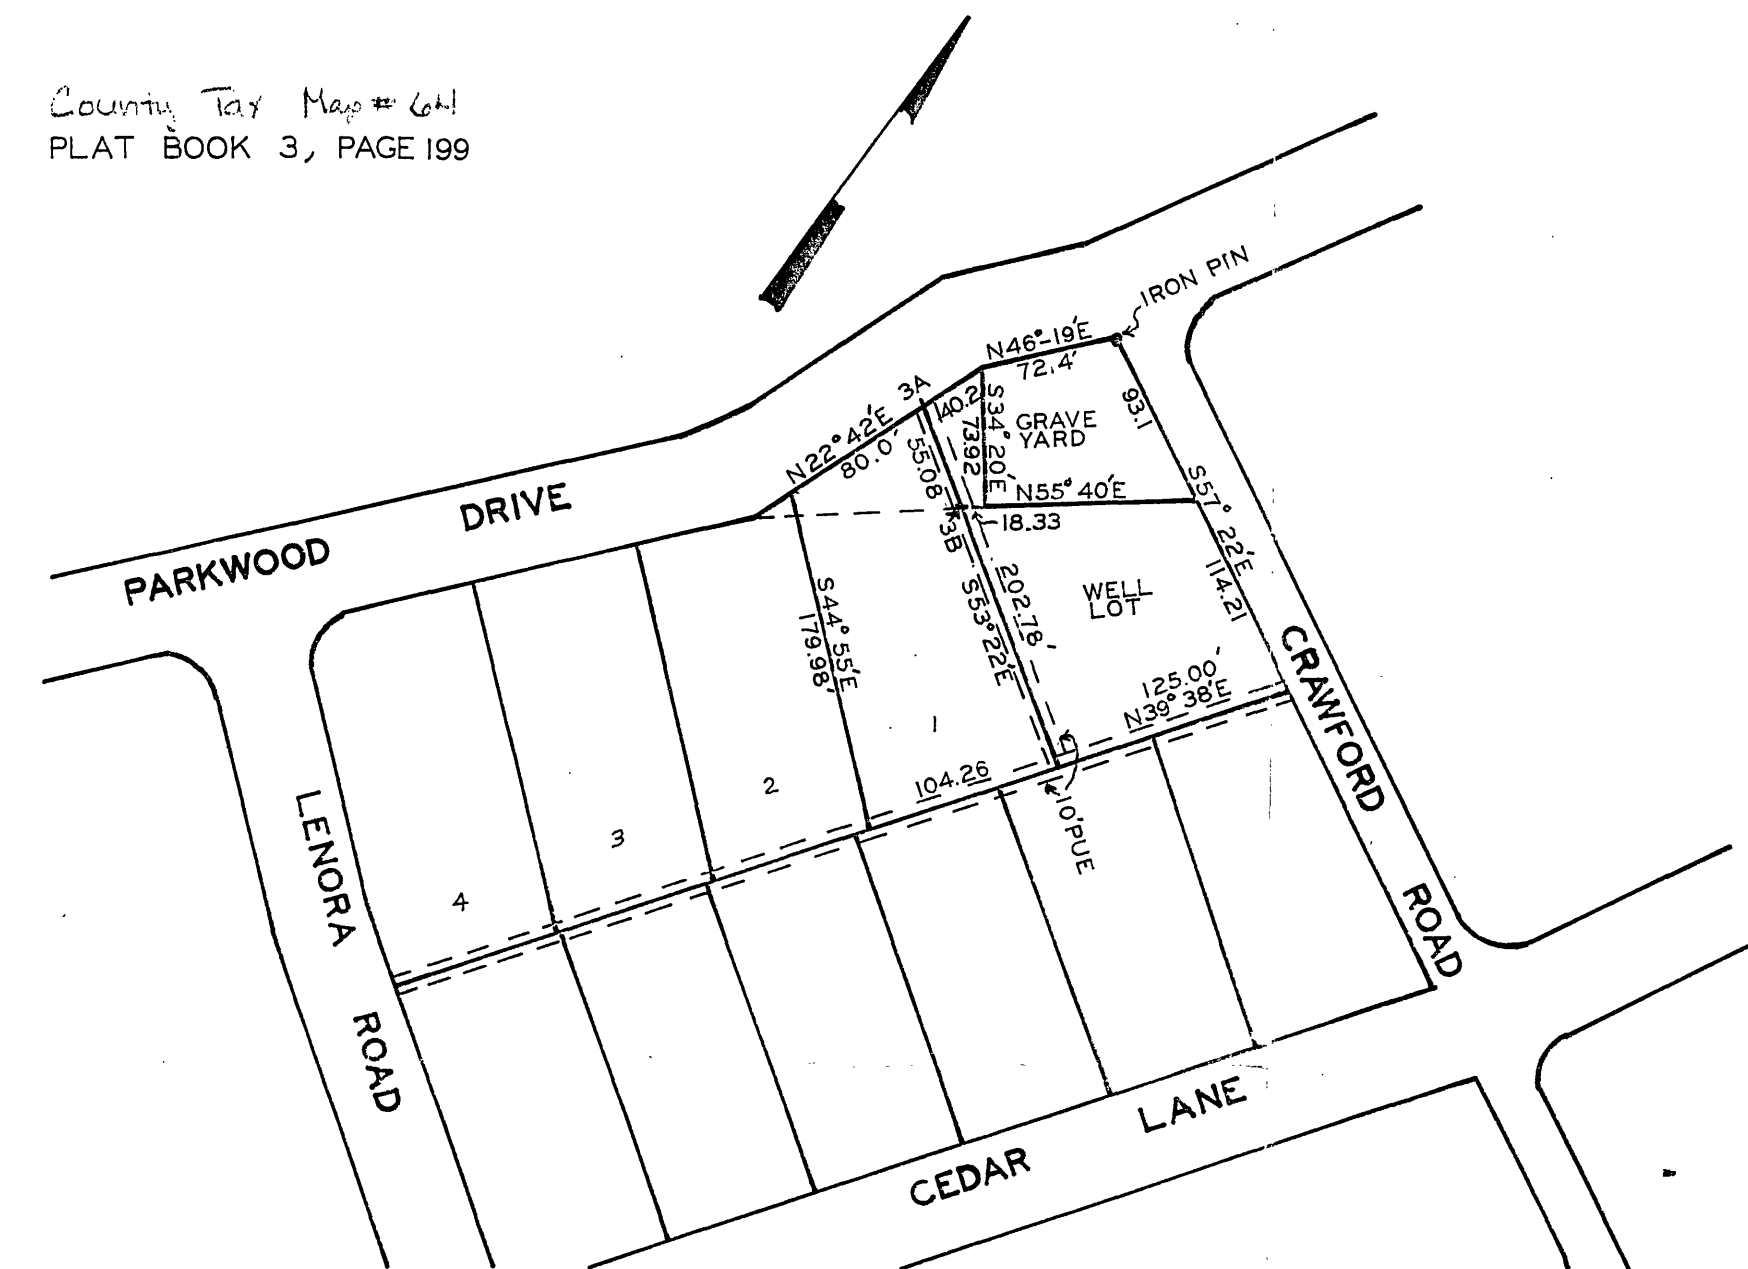 County Tax Map # 64
PLAT BOOK 3, PAGE 199
IRON PIN
N46°-19'E
72.4'
3A
40.2
N22°42'E
80.0'
S34°20'E
73.92
GRAVE
YARD
93.1
55.08
N55°40'E
18.33
3B
S57°22'E
114.21
PARKWOOD DRIVE
S44°55'E
179.98'
S53°22'E
202.78'
WELL
LOT
125.00'
N39°38'E
CRAWFORD ROAD
1
104.26
2
3
4
10'PUE
LENORA ROAD
CEDAR LANE